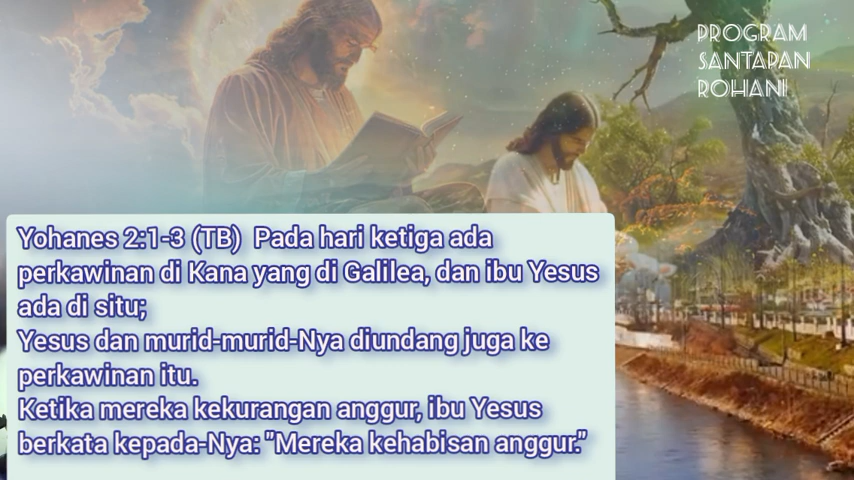 PROGRAM
SANTAPAN
ROHANI
Yohanes 2:1-3 (TB)  Pada hari ketiga ada
perkawinan di Kana yang di Galilea, dan ibu Yesus
ada di situ;
Yesus dan murid-murid-Nya diundang juga ke
perkawinan itu.
Ketika mereka kekurangan anggur, ibu Yesus
berkata kepada-Nya: "Mereka kehabisan anggur."